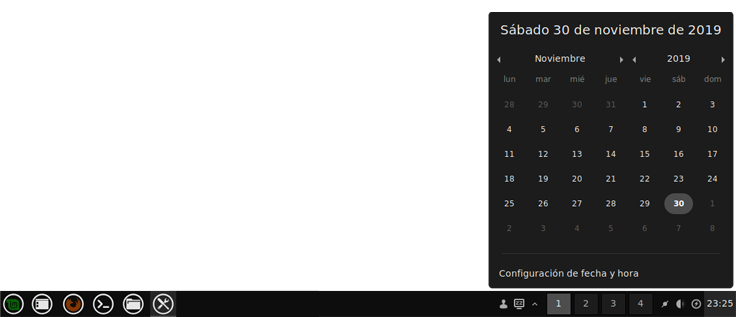 Sábado 30 de noviembre de 2019
Noviembre 2019
lun mar mié jue vie sáb dom
28 29 30 31 1 2 3
4 5 6 7 8 9 10
11 12 13 14 15 16 17
18 19 20 21 22 23 24
25 26 27 28 29 30 1
2 3 4 5 6 7 8
Configuración de fecha y hora
1 2 3 4 23:25